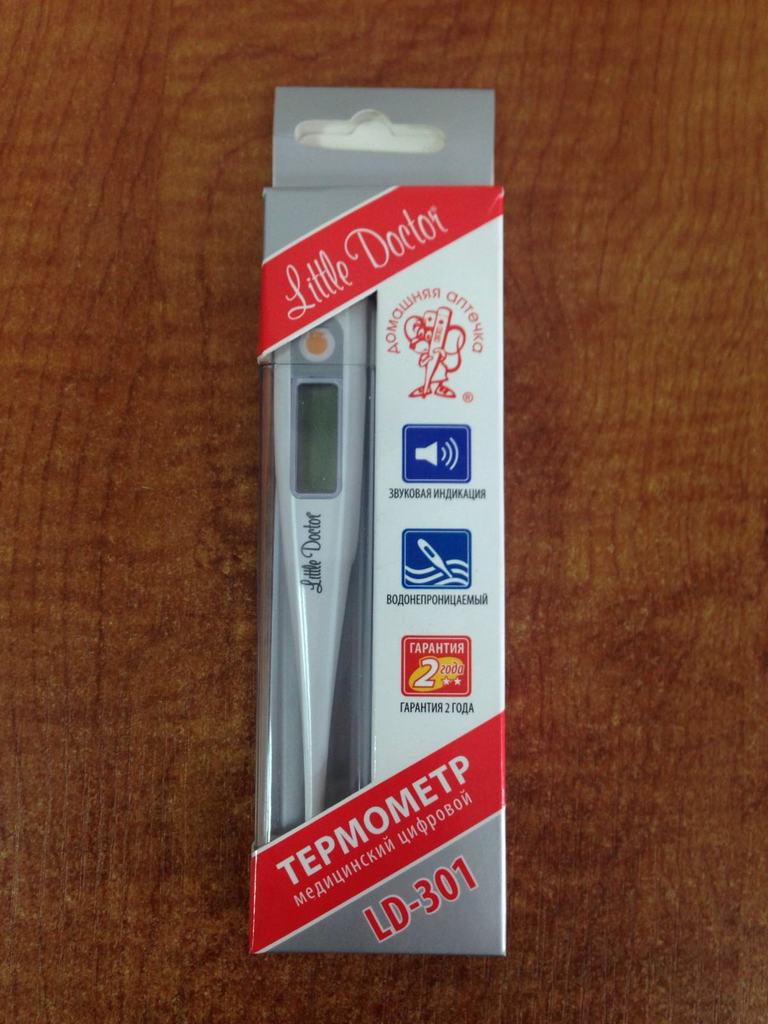 Little Doctor®
домашняя аптечка
®
ЗВУКОВАЯ ИНДИКАЦИЯ
Little Doctor®
ВОДОНЕПРОНИЦАЕМЫЙ
ГАРАНТИЯ
2 года
ГАРАНТИЯ 2 ГОДА
ТЕРМОМЕТР
медицинский цифровой
LD-301